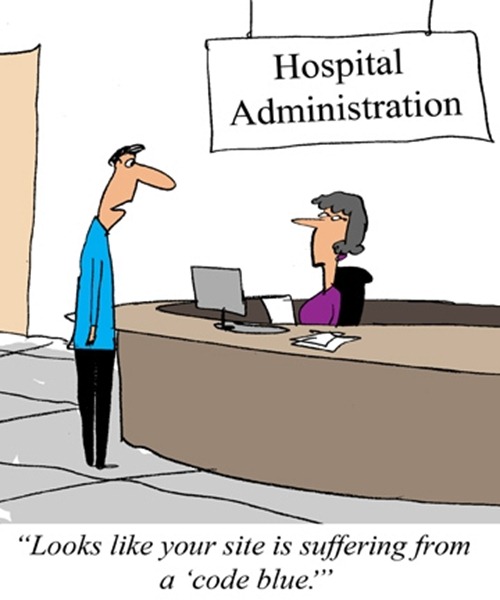 Hospital
Administration
“Looks like your site is suffering from
a ‘code blue.’”